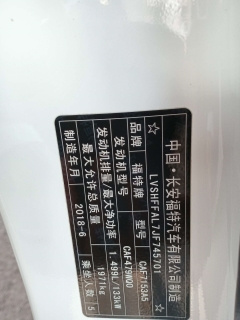 中国·长安福特汽车有限公司制造
☆LVSHFFAL7JF745701☆
品牌 福特牌 型号 CAF7153A5
发动机型号 CAF479WQD
发动机排量/最大净功率 1.499L/133kW
最大允许总质量 1971kg
制造年月 2018-6 乘坐人数 5